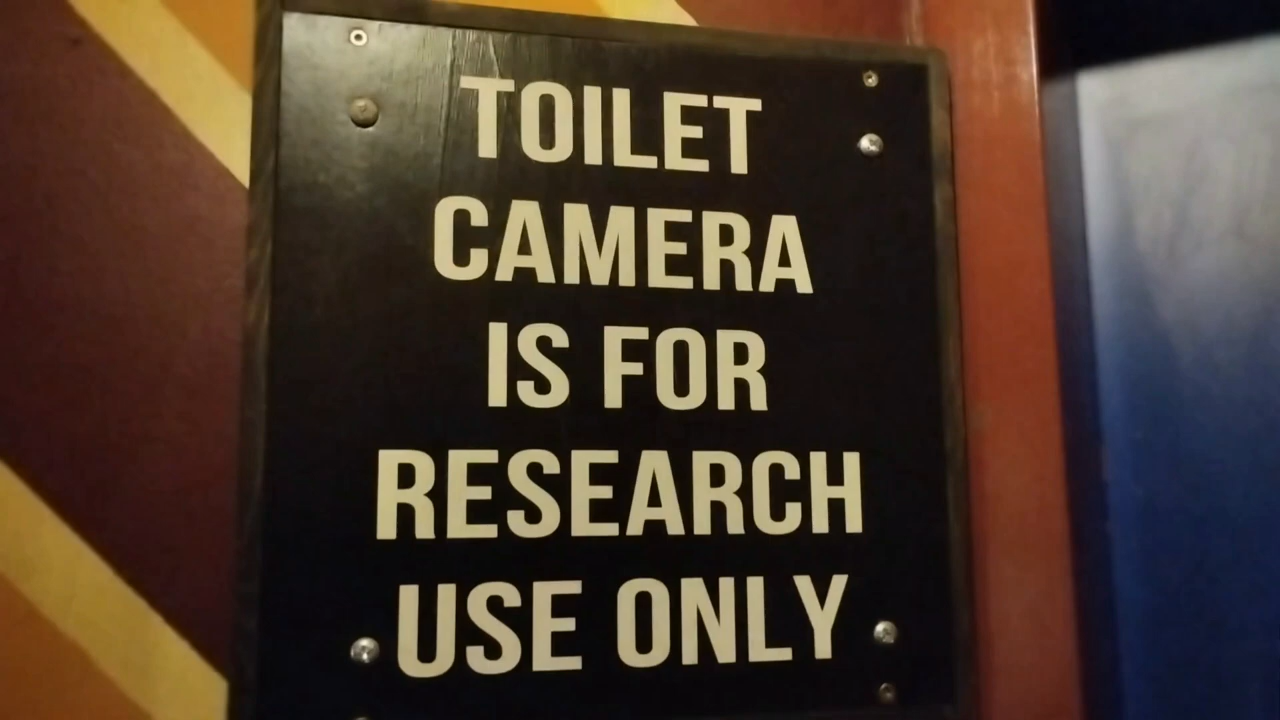 TOILET
CAMERA
IS FOR
RESEARCH
USE ONLY